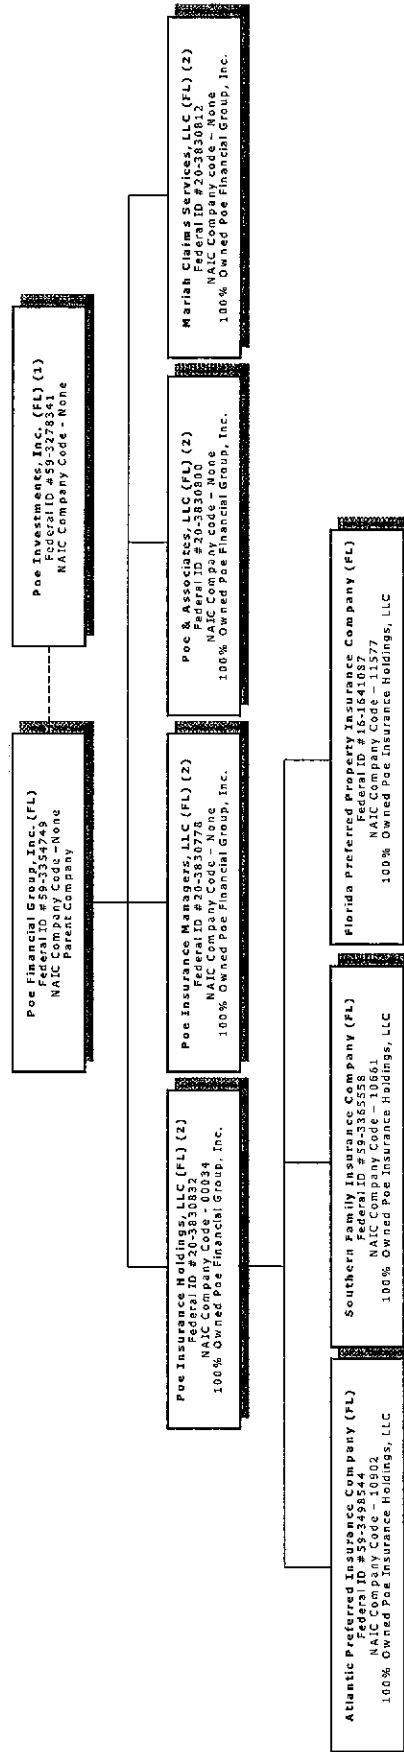 Poe Financial Group, Inc. (FL)
Federal ID #59-3354749
NAIC Company Code - None
Parent Company
Poe Investments, Inc. (FL) (1)
Federal ID #59-3278341
NAIC Company Code - None
Poe Insurance Holdings, LLC (FL) (2)
Federal ID #20-3830832
NAIC Company Code - 00034
100% Owned Poe Financial Group, Inc.
Poe Insurance Managers, LLC (FL) (2)
Federal ID #20-3830778
NAIC Company code - None
100% Owned Poe Financial Group, Inc.
Poe & Associates, LLC (FL) (2)
Federal ID #20-3830800
NAIC Company code - None
100% Owned Poe Financial Group, Inc.
Mariah Claims Services, LLC (FL) (2)
Federal ID #20-3830812
NAIC Company code - None
100% Owned Poe Financial Group, Inc.
Atlantic Preferred Insurance Company (FL)
Federal ID #59-3498544
NAIC Company Code - 10902
100% Owned Poe Insurance Holdings, LLC
Southern Family Insurance Company (FL)
Federal ID #59-3365558
NAIC Company Code - 10661
100% Owned Poe Insurance Holdings, LLC
Florida Preferred Property Insurance Company (FL)
Federal ID #16-1641087
NAIC Company Code - 11577
100% Owned Poe Insurance Holdings, LLC